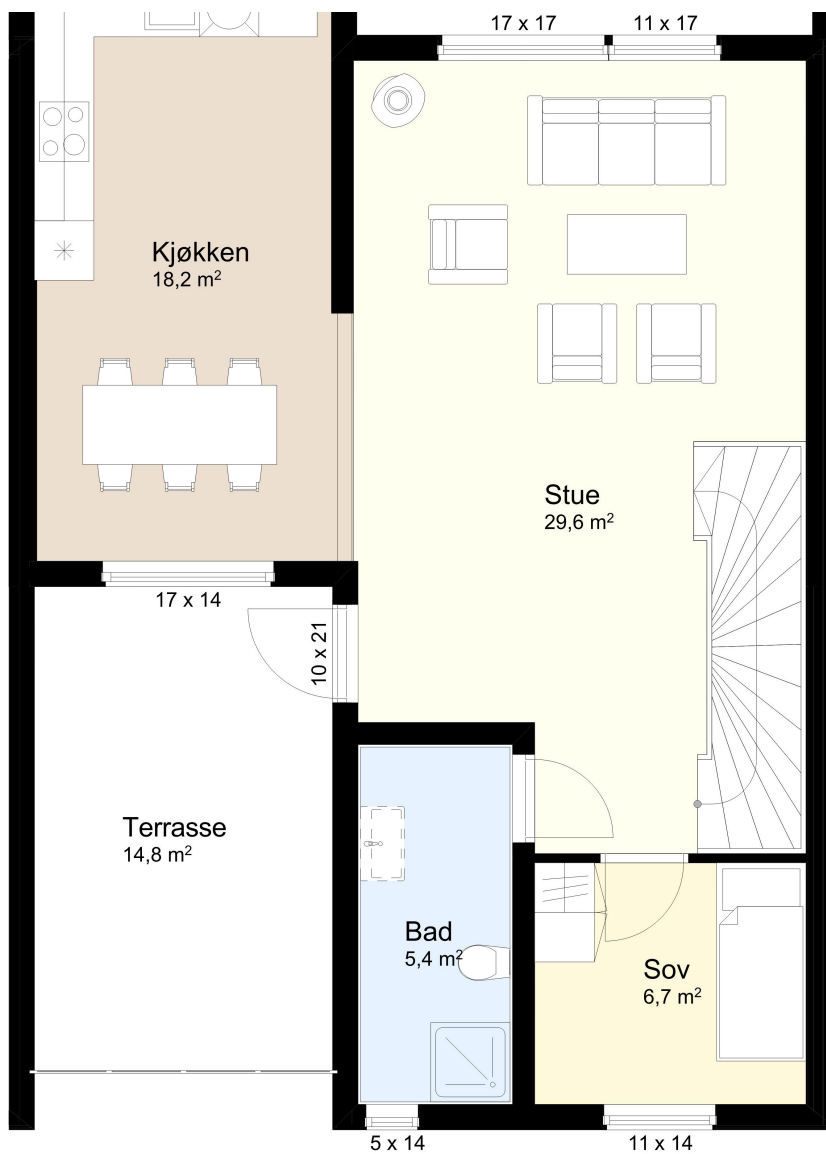 17 x 17
11 x 17
Kjøkken
18,2 m²
Stue
29,6 m²
17 x 14
10 x 21
Terrasse
14,8 m²
Bad
5,4 m²
Sov
6,7 m²
5 x 14
11 x 14